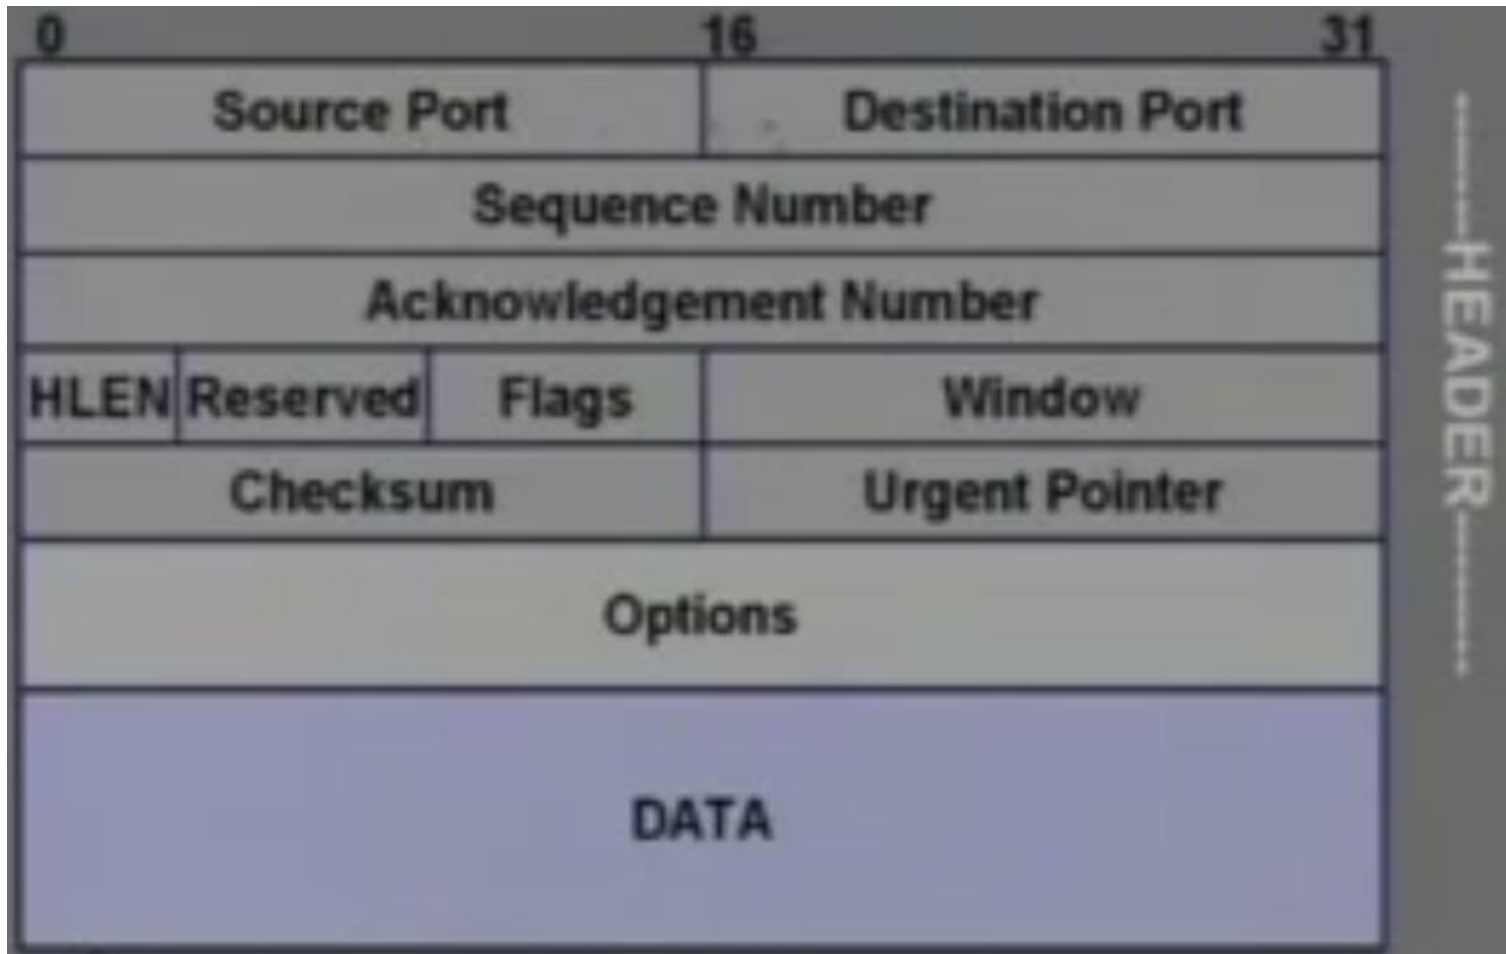 0 16 31
Source Port Destination Port
Sequence Number
Acknowledgement Number
HLEN Reserved Flags Window
Checksum Urgent Pointer
Options
DATA
------HEADER-------